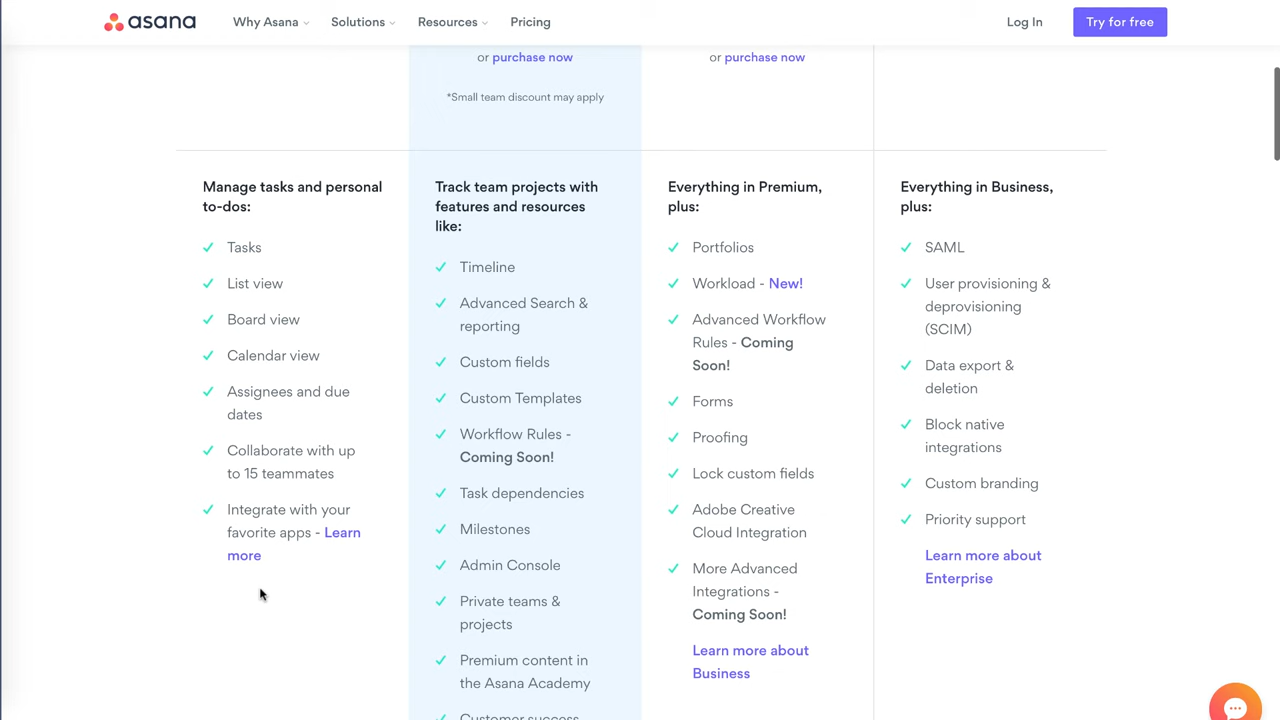 asana
Why Asana
Solutions
Resources
Pricing
Log In
Try for free
or purchase now
*Small team discount may apply
or purchase now
Manage tasks and personal
to-dos:
Tasks
List view
Board view
Calendar view
Assignees and due
dates
Collaborate with up
to 15 teammates
Integrate with your
favorite apps - Learn
more
Track team projects with
features and resources
like:
Timeline
Advanced Search &
reporting
Custom fields
Custom Templates
Workflow Rules -
Coming Soon!
Task dependencies
Milestones
Admin Console
Private teams &
projects
Premium content in
the Asana Academy
Customer success
Everything in Premium,
plus:
Portfolios
Workload - New!
Advanced Workflow
Rules - Coming
Soon!
Forms
Proofing
Lock custom fields
Adobe Creative
Cloud Integration
More Advanced
Integrations -
Coming Soon!
Learn more about
Business
Everything in Business,
plus:
SAML
User provisioning &
deprovisioning
(SCIM)
Data export &
deletion
Block native
integrations
Custom branding
Priority support
Learn more about
Enterprise